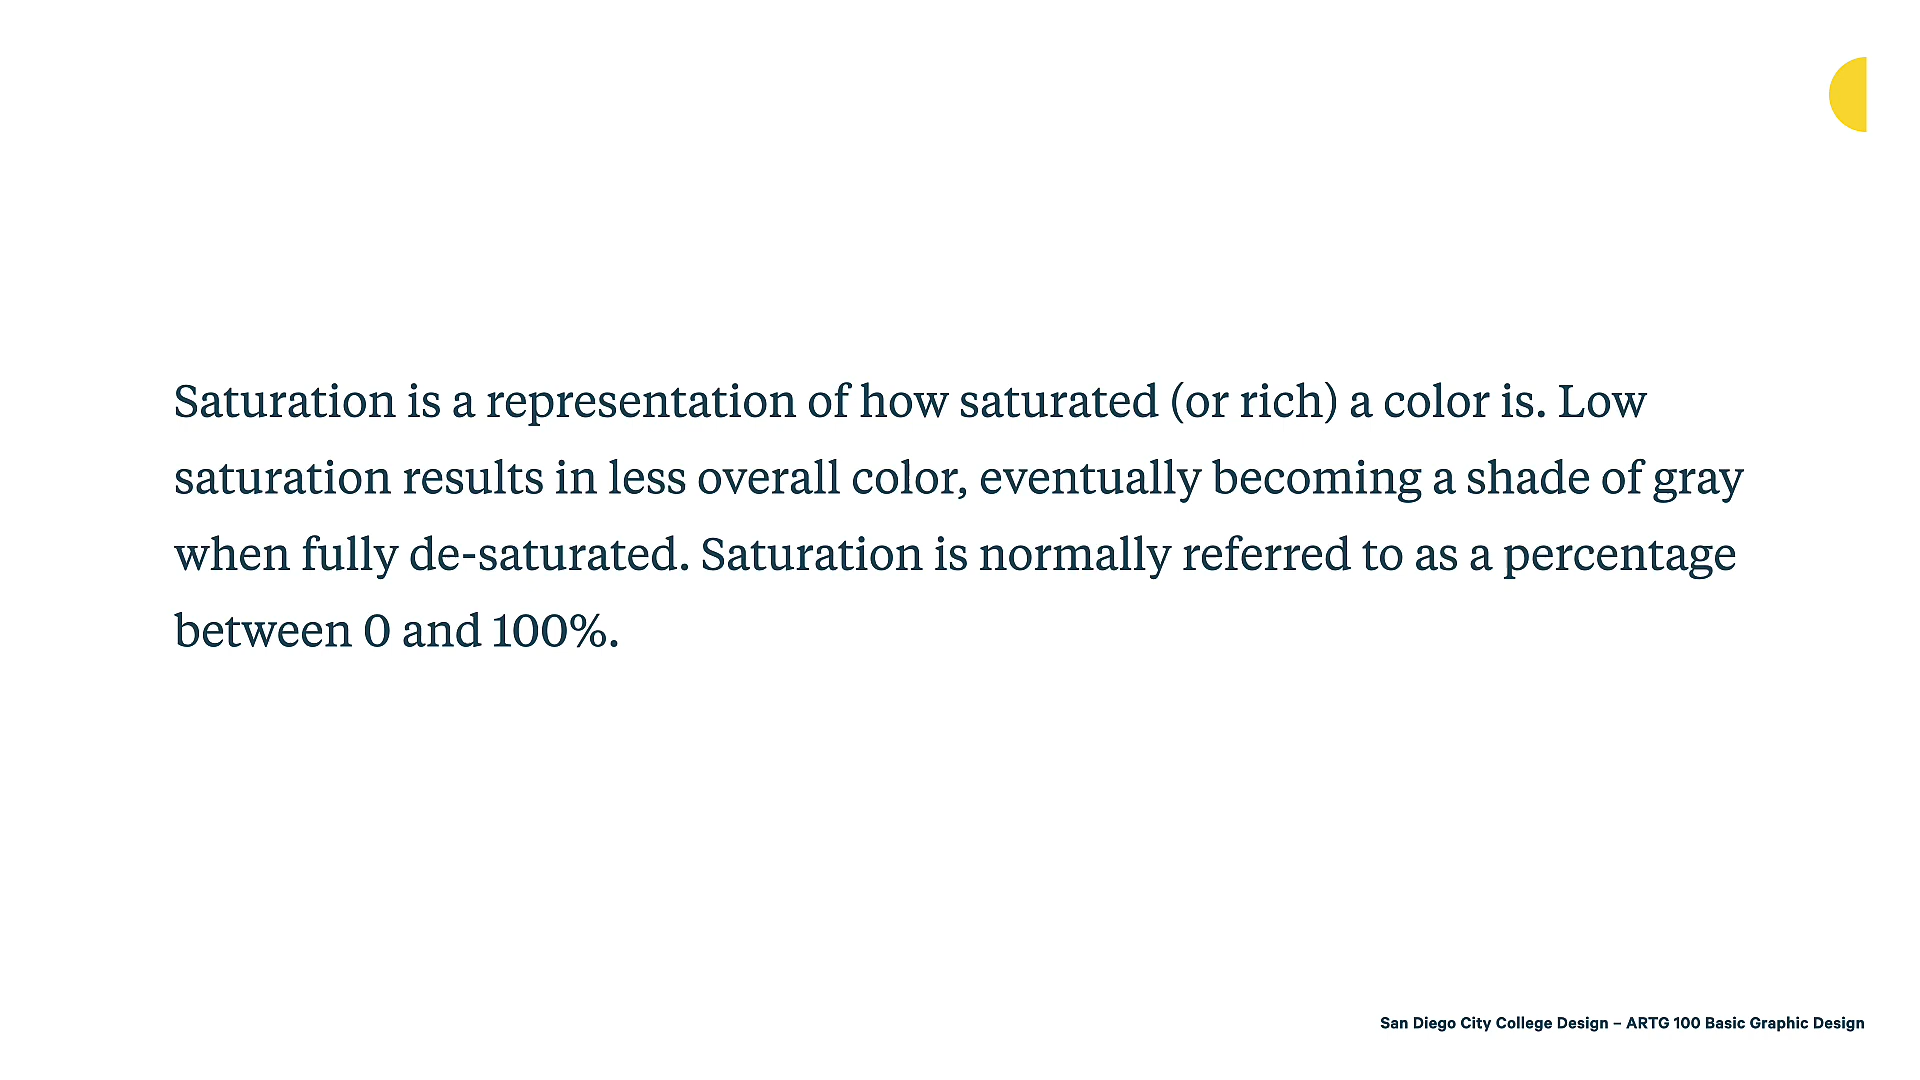 Saturation is a representation of how saturated (or rich) a color is. Low
saturation results in less overall color, eventually becoming a shade of gray
when fully de-saturated. Saturation is normally referred to as a percentage
between 0 and 100%.
San Diego City College Design – ARTG 100 Basic Graphic Design